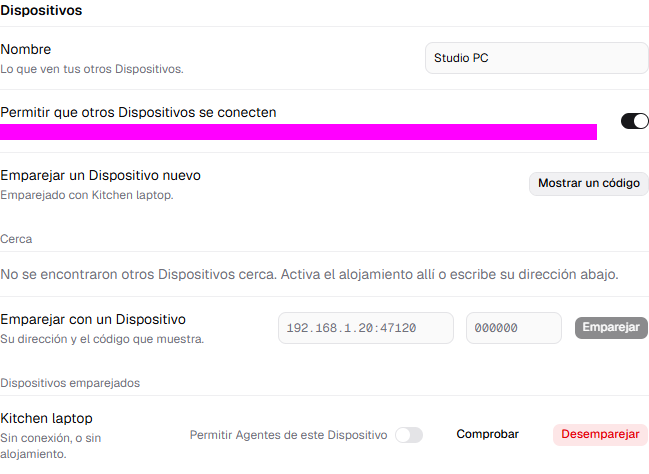 Dispositivos
Nombre
Lo que ven tus otros Dispositivos.
Studio PC
Permitir que otros Dispositivos se conecten
Emparejar un Dispositivo nuevo
Emparejado con Kitchen laptop.
Mostrar un código
Cerca
No se encontraron otros Dispositivos cerca. Activa el alojamiento allí o escribe su dirección abajo.
Emparejar con un Dispositivo
Su dirección y el código que muestra.
192.168.1.20:47120
000000
Emparejar
Dispositivos emparejados
Kitchen laptop
Sin conexión, o sin
alojamiento.
Permitir Agentes de este Dispositivo
Comprobar
Desemparejar